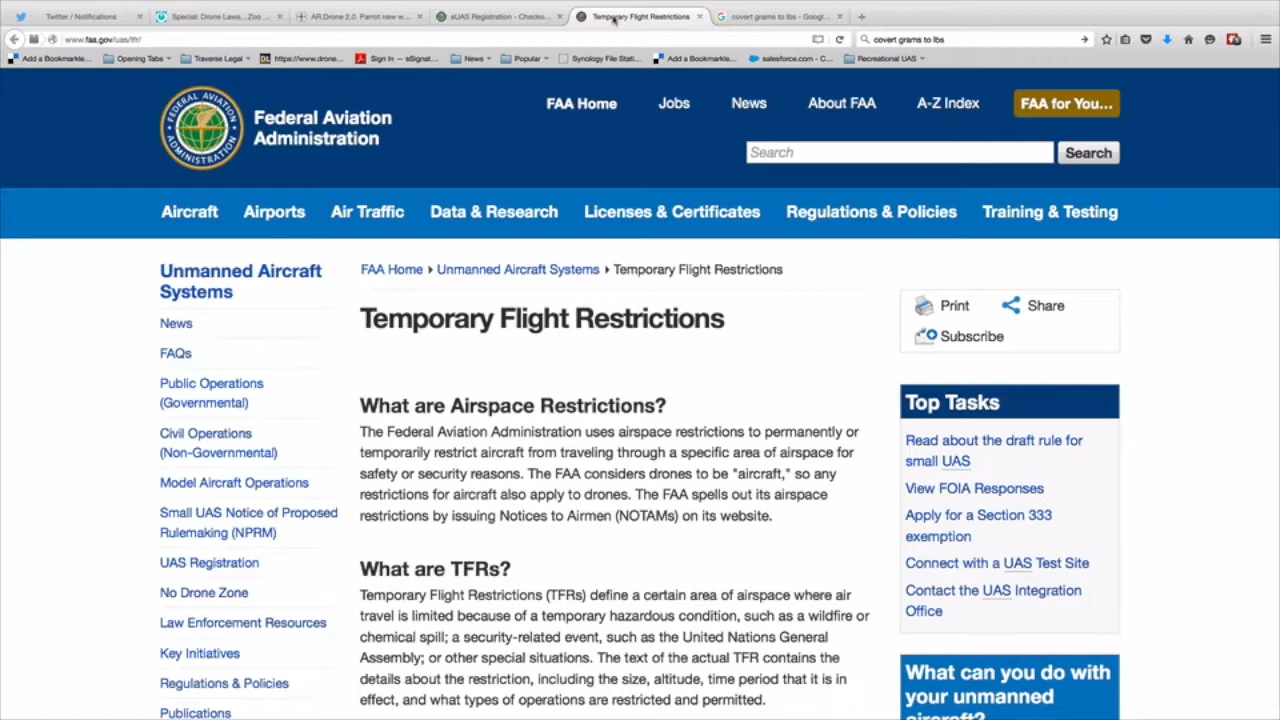 Twitter / Notifications
Special: Drone Laws...Zoo ...
AR.Drone 2.0. Parrot new w...
sUAS Registration - Checko...
Temporary Flight Restrictions
covert grams to lbs - Googl...
www.faa.gov/uas/tfr/
covert grams to lbs
Add a Bookmarkle...
Opening Tabs
Traverse Legal
https://www.drone...
Sign In — eSignat...
News
Popular
Synology File Stati...
Add a Bookmarkle...
salesforce.com - C...
Recreational UAS
FEDERAL AVIATION ADMINISTRATION
Federal Aviation
Administration
FAA Home
Jobs
News
About FAA
A-Z Index
FAA for You...
Search
Search
Aircraft
Airports
Air Traffic
Data & Research
Licenses & Certificates
Regulations & Policies
Training & Testing
Unmanned Aircraft
Systems
News
FAQs
Public Operations
(Governmental)
Civil Operations
(Non-Governmental)
Model Aircraft Operations
Small UAS Notice of Proposed
Rulemaking (NPRM)
UAS Registration
No Drone Zone
Law Enforcement Resources
Key Initiatives
Regulations & Policies
Publications
FAA Home ▸ Unmanned Aircraft Systems ▸ Temporary Flight Restrictions
Temporary Flight Restrictions
What are Airspace Restrictions?
The Federal Aviation Administration uses airspace restrictions to permanently or
temporarily restrict aircraft from traveling through a specific area of airspace for
safety or security reasons. The FAA considers drones to be "aircraft," so any
restrictions for aircraft also apply to drones. The FAA spells out its airspace
restrictions by issuing Notices to Airmen (NOTAMs) on its website.
What are TFRs?
Temporary Flight Restrictions (TFRs) define a certain area of airspace where air
travel is limited because of a temporary hazardous condition, such as a wildfire or
chemical spill; a security-related event, such as the United Nations General
Assembly; or other special situations. The text of the actual TFR contains the
details about the restriction, including the size, altitude, time period that it is in
effect, and what types of operations are restricted and permitted.
Print
Share
Subscribe
Top Tasks
Read about the draft rule for
small UAS
View FOIA Responses
Apply for a Section 333
exemption
Connect with a UAS Test Site
Contact the UAS Integration
Office
What can you do with
your unmanned
aircraft?